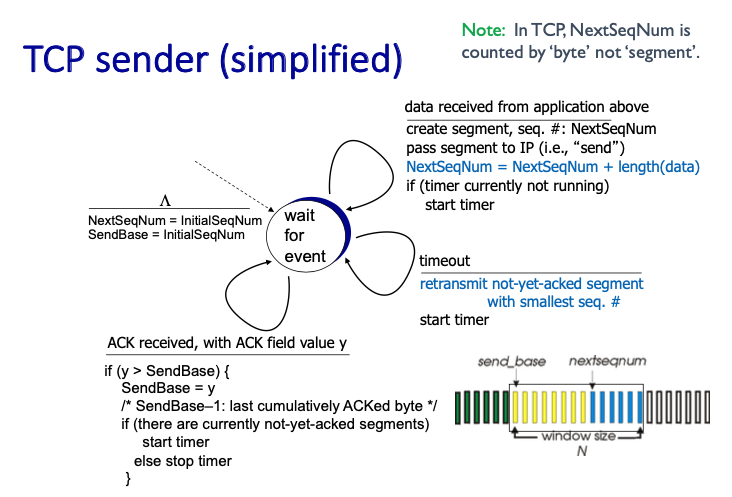 Note: In TCP, NextSeqNum is
counted by ‘byte’ not ‘segment’.
TCP sender (simplified)
data received from application above
create segment, seq. #: NextSeqNum
pass segment to IP (i.e., “send”)
NextSeqNum = NextSeqNum + length(data)
if (timer currently not running)
start timer
Λ
NextSeqNum = InitialSeqNum
SendBase = InitialSeqNum
wait
for
event
timeout
retransmit not-yet-acked segment
with smallest seq. #
start timer
ACK received, with ACK field value y
if (y > SendBase) {
SendBase = y
/* SendBase–1: last cumulatively ACKed byte */
if (there are currently not-yet-acked segments)
start timer
else stop timer
}
send_base nextseqnum
window size
N